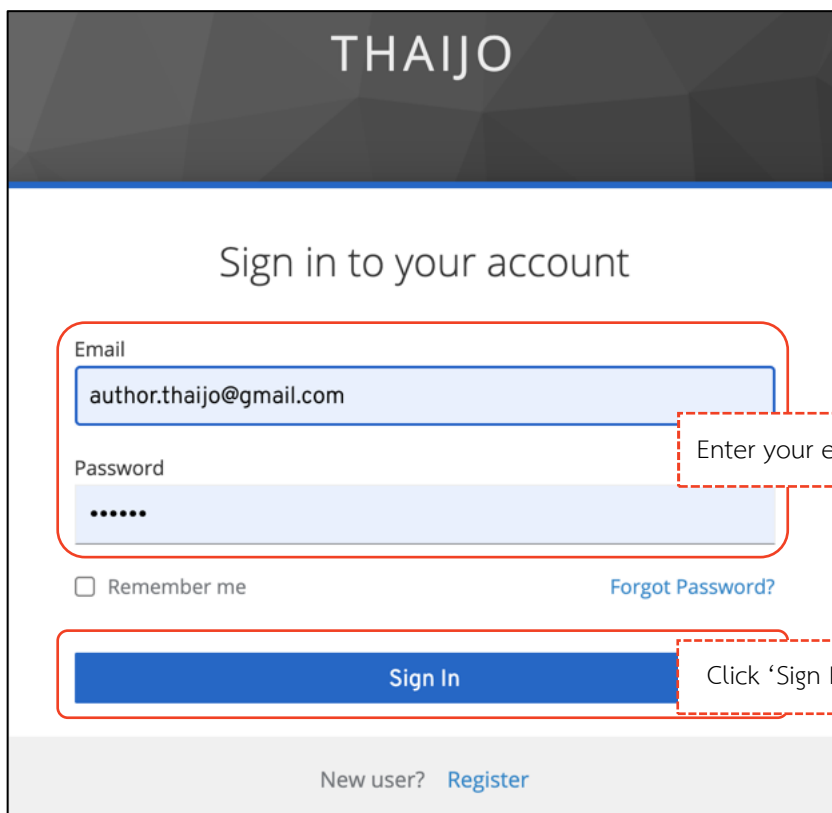 THAIJO
Sign in to your account
Email
author.thaijo@gmail.com
Enter your
Password
••••••
Remember me
Forgot Password?
Sign In
Click ‘Sign
New user? Register